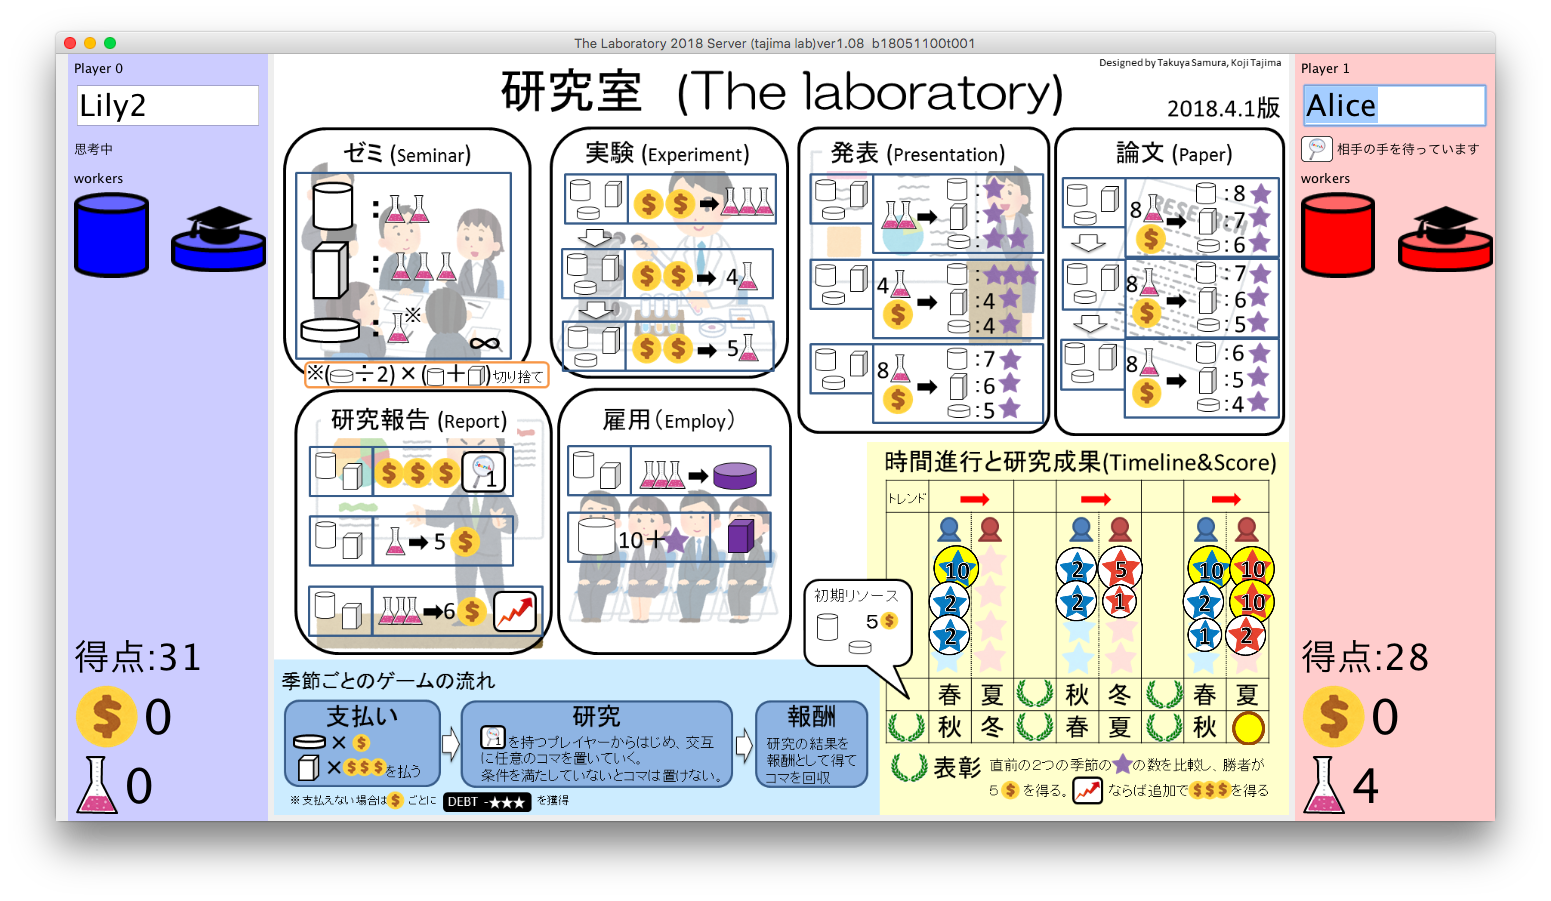 The Laboratory 2018 Server (tajima lab)ver1.08 b18051100t001
Player 0
Lily2
思考中
workers
得点:31
0
0
Designed by Takuya Samura, Koji Tajima
研究室 (The laboratory)
2018.4.1版
ゼミ (Seminar)
:
:
: ※
∞
※( ÷2)×( + )切り捨て
実験 (Experiment)
$ $
$ $ 4
$ $ 5
発表 (Presentation)
:
:
:
4 :
$ :4
:4
8 :7
$ :6
:5
論文 (Paper)
8 :8
$ :7
:6
8 :7
$ :6
:5
8 :6
$ :5
:4
RESEARCH
研究報告 (Report)
$ $ $ 1
5 $
6 $
雇用(Employ)
10+
初期リソース
5 $
時間進行と研究成果(Timeline&Score)
トレンド
10 2 5 10 10
2 2 1 2 10
2 1 2
春 夏 秋 冬 春 夏
秋 冬 春 夏 秋
表彰 直前の2つの季節の の数を比較し、勝者が
5 $ を得る。 ならば追加で $ $ $ を得る
季節ごとのゲームの流れ
支払い
× $
× $ $ $ を払う
研究
1 を持つプレイヤーからはじめ、交互
に任意のコマを置いていく。
条件を満たしていないとコマは置けない。
報酬
研究の結果を
報酬として得て
コマを回収
※支払えない場合は $ ごとに DEBT -★★★ を獲得
Player 1
Alice
相手の手を待っています
workers
得点:28
$ 0
4